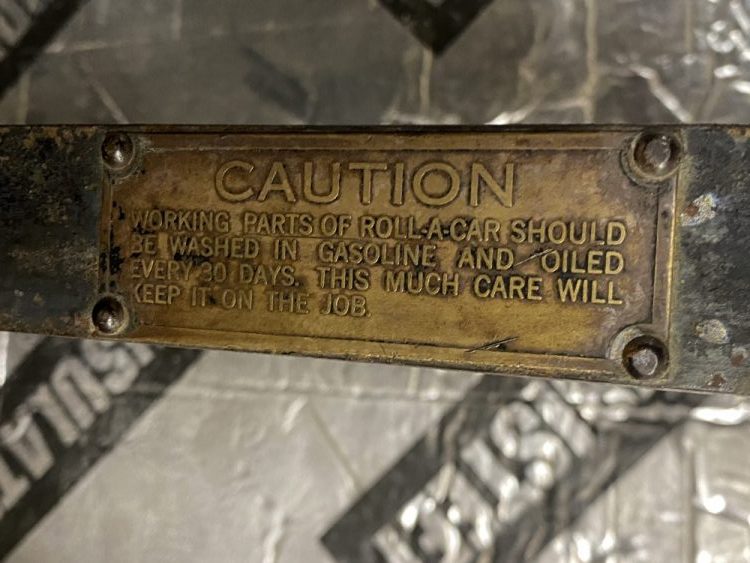 CAUTION
WORKING PARTS OF ROLL-A-CAR SHOULD
BE WASHED IN GASOLINE AND OILED
EVERY 30 DAYS. THIS MUCH CARE WILL
KEEP IT ON THE JOB.